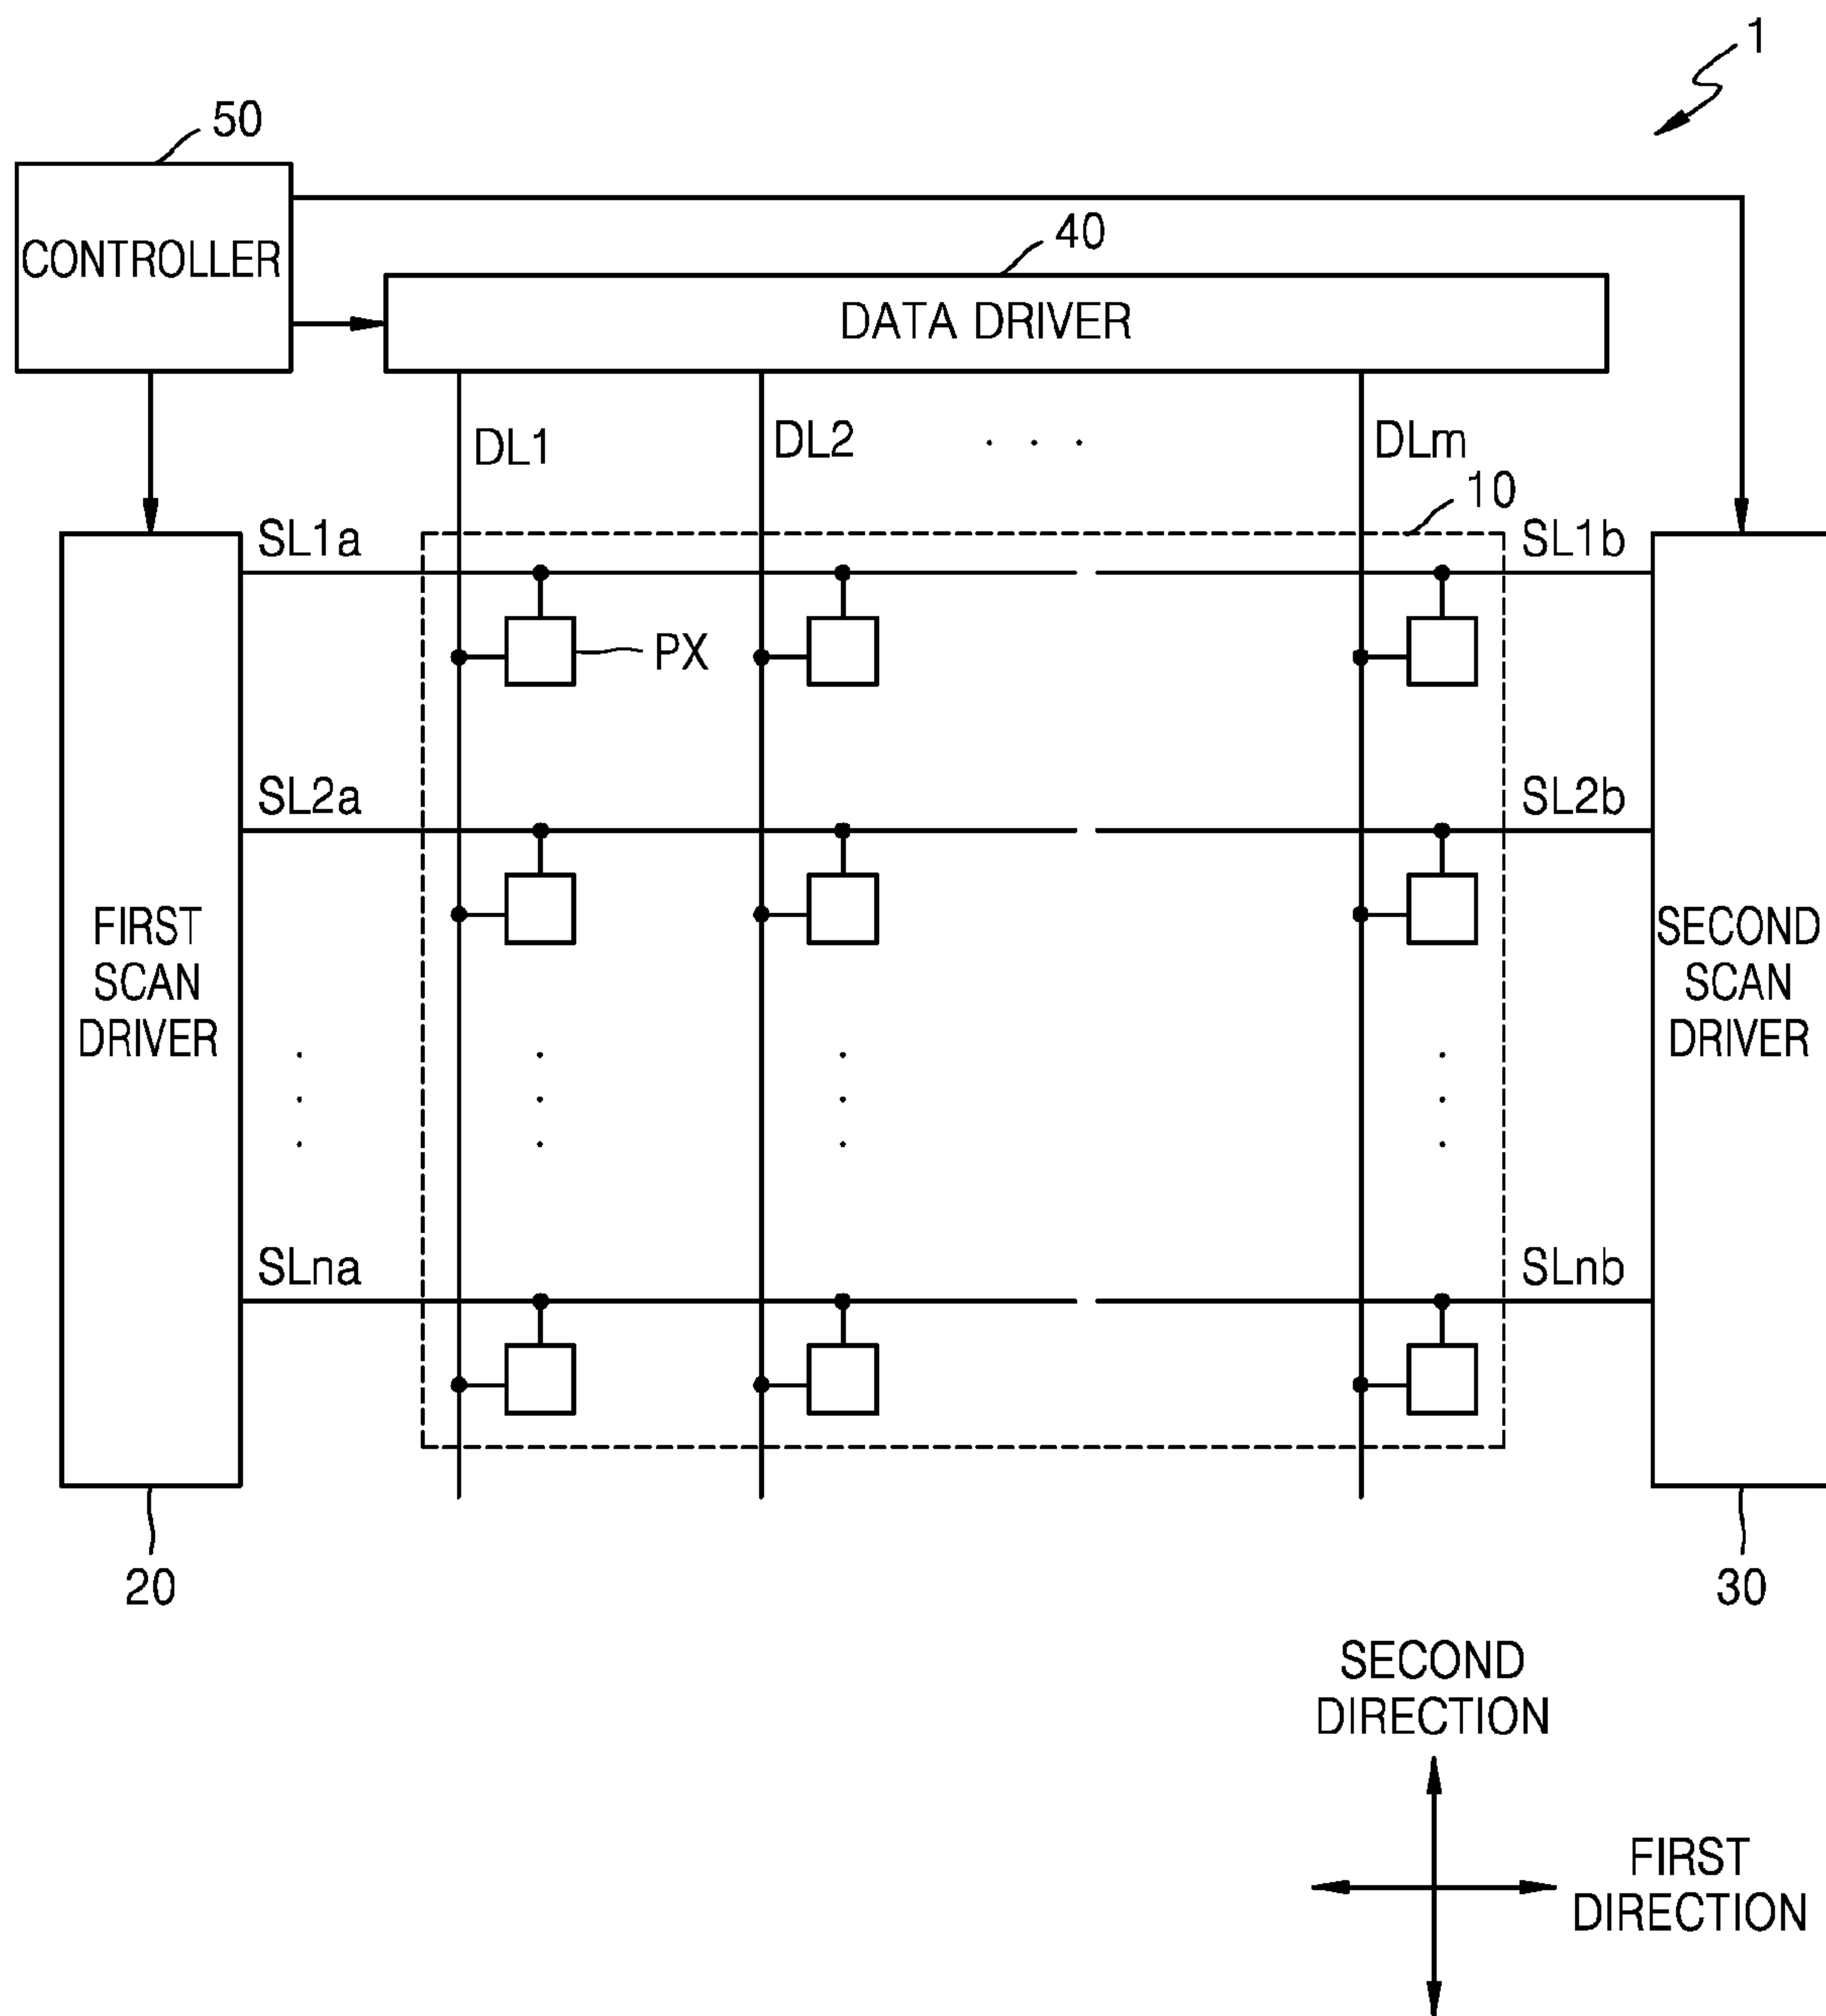 1
50
CONTROLLER
40
DATA DRIVER
DL1
DL2
. . .
DLm
10
SL1a
SL1b
PX
SL2a
SL2b
FIRST
SCAN
DRIVER
SECOND
SCAN
DRIVER
SLna
SLnb
20
30
SECOND
DIRECTION
FIRST
DIRECTION